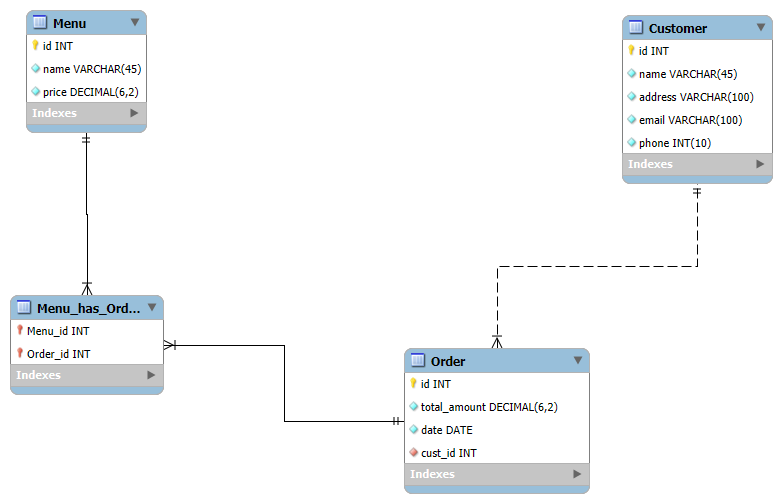 Menu
id INT
name VARCHAR(45)
price DECIMAL(6,2)
Indexes
Customer
id INT
name VARCHAR(45)
address VARCHAR(100)
email VARCHAR(100)
phone INT(10)
Indexes
Menu_has_Ord...
Menu_id INT
Order_id INT
Indexes
Order
id INT
total_amount DECIMAL(6,2)
date DATE
cust_id INT
Indexes